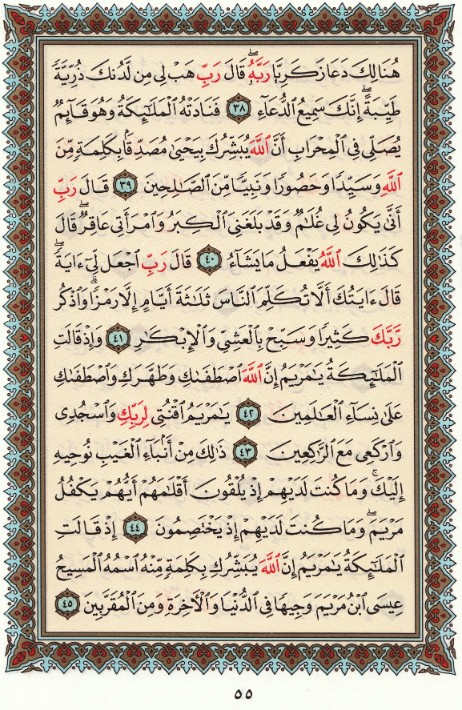 هُنَالِكَ دَعَا زَكَرِيَّا رَبَّهُۥۖ قَالَ رَبِّ هَبْ لِي مِن لَّدُنكَ ذُرِّيَّةً
طَيِّبَةًۖ إِنَّكَ سَمِيعُ ٱلدُّعَآءِ ٣٨ فَنَادَتْهُ ٱلْمَلَٰٓئِكَةُ وَهُوَ قَآئِمٌ
يُصَلِّي فِي ٱلْمِحْرَابِ أَنَّ ٱللَّهَ يُبَشِّرُكَ بِيَحْيَىٰ مُصَدِّقًۢا بِكَلِمَةٍ مِّنَ
ٱللَّهِ وَسَيِّدًا وَحَصُورًا وَنَبِيًّا مِّنَ ٱلصَّٰلِحِينَ ٣٩ قَالَ رَبِّ
أَنَّىٰ يَكُونُ لِي غُلَٰمٌ وَقَدْ بَلَغَنِيَ ٱلْكِبَرُ وَٱمْرَأَتِي عَاقِرٌۖ قَالَ
كَذَٰلِكَ ٱللَّهُ يَفْعَلُ مَا يَشَآءُ ٤٠ قَالَ رَبِّ ٱجْعَل لِّيٓ ءَايَةًۖ
قَالَ ءَايَتُكَ أَلَّا تُكَلِّمَ ٱلنَّاسَ ثَلَٰثَةَ أَيَّامٍ إِلَّا رَمْزًاۗ وَٱذْكُر
رَّبَّكَ كَثِيرًا وَسَبِّحْ بِٱلْعَشِيِّ وَٱلْإِبْكَٰرِ ٤١ وَإِذْ قَالَتِ
ٱلْمَلَٰٓئِكَةُ يَٰمَرْيَمُ إِنَّ ٱللَّهَ ٱصْطَفَىٰكِ وَطَهَّرَكِ وَٱصْطَفَىٰكِ
عَلَىٰ نِسَآءِ ٱلْعَٰلَمِينَ ٤٢ يَٰمَرْيَمُ ٱقْنُتِي لِرَبِّكِ وَٱسْجُدِي
وَٱرْكَعِي مَعَ ٱلرَّٰكِعِينَ ٤٣ ذَٰلِكَ مِنْ أَنۢبَآءِ ٱلْغَيْبِ نُوحِيهِ
إِلَيْكَۚ وَمَا كُنتَ لَدَيْهِمْ إِذْ يُلْقُونَ أَقْلَٰمَهُمْ أَيُّهُمْ يَكْفُلُ
مَرْيَمَ وَمَا كُنتَ لَدَيْهِمْ إِذْ يَخْتَصِمُونَ ٤٤ إِذْ قَالَتِ
ٱلْمَلَٰٓئِكَةُ يَٰمَرْيَمُ إِنَّ ٱللَّهَ يُبَشِّرُكِ بِكَلِمَةٍ مِّنْهُ ٱسْمُهُ ٱلْمَسِيحُ
عِيسَى ٱبْنُ مَرْيَمَ وَجِيهًا فِي ٱلدُّنْيَا وَٱلْءَاخِرَةِ وَمِنَ ٱلْمُقَرَّبِينَ ٤٥
٥٥